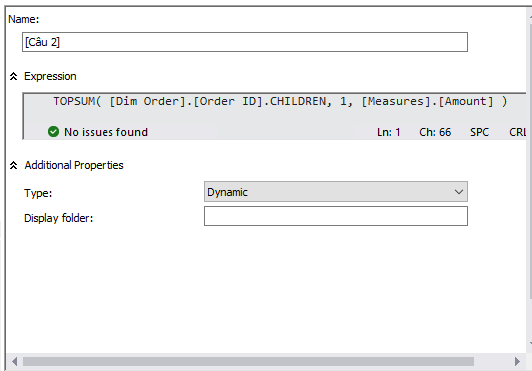 Name:
[Câu 2]
Expression
TOPSUM( [Dim Order].[Order ID].CHILDREN, 1, [Measures].[Amount] )
No issues found Ln: 1 Ch: 66 SPC CRL
Additional Properties
Type: Dynamic
Display folder: